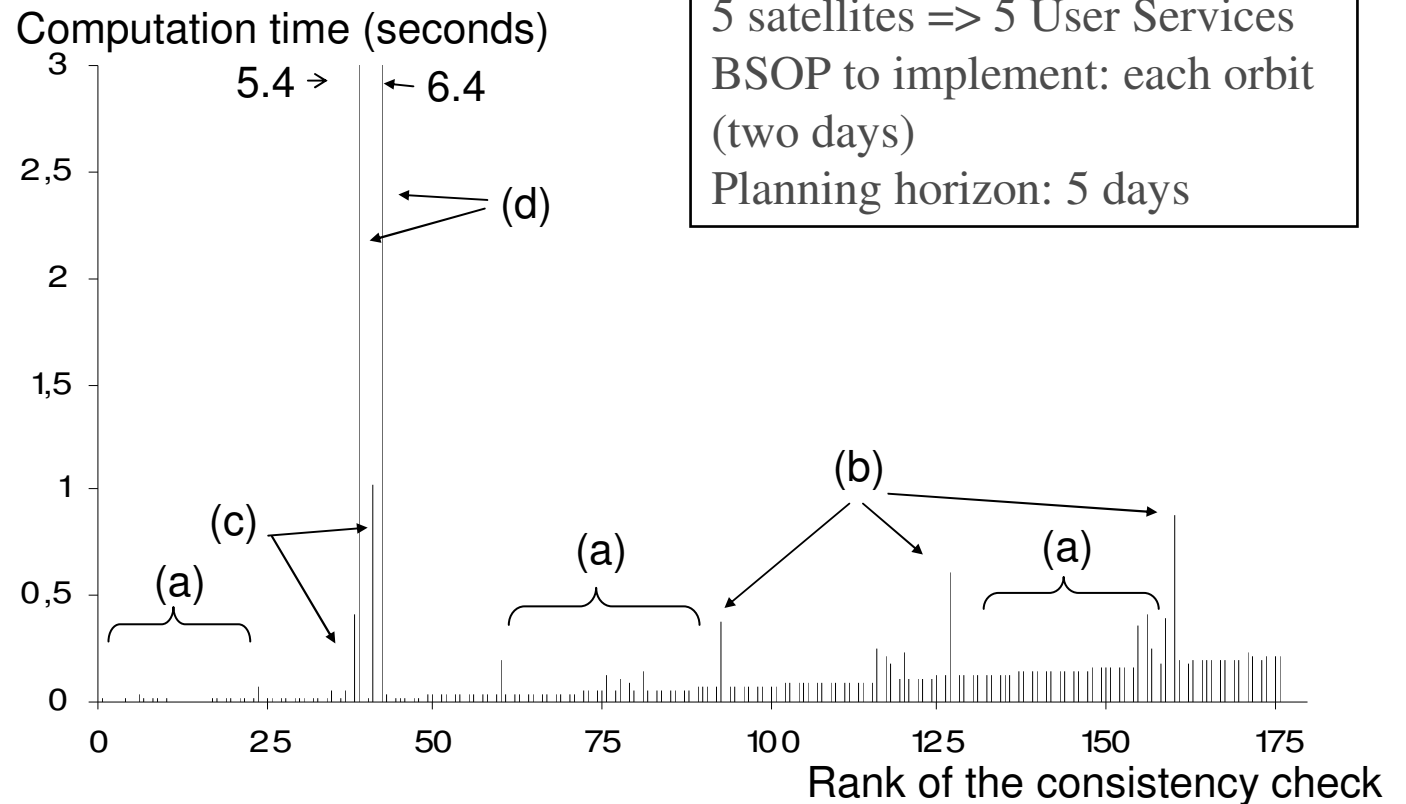 5 satellites => 5 User Services
BSOP to implement: each orbit
(two days)
Planning horizon: 5 days
Computation time (seconds)
3
5.4
6.4
2,5
(d)
2
1,5
(b)
1
(c)
(a)
(a)
(a)
0,5
0
0
25
50
75
100
125
150
175
Rank of the consistency check